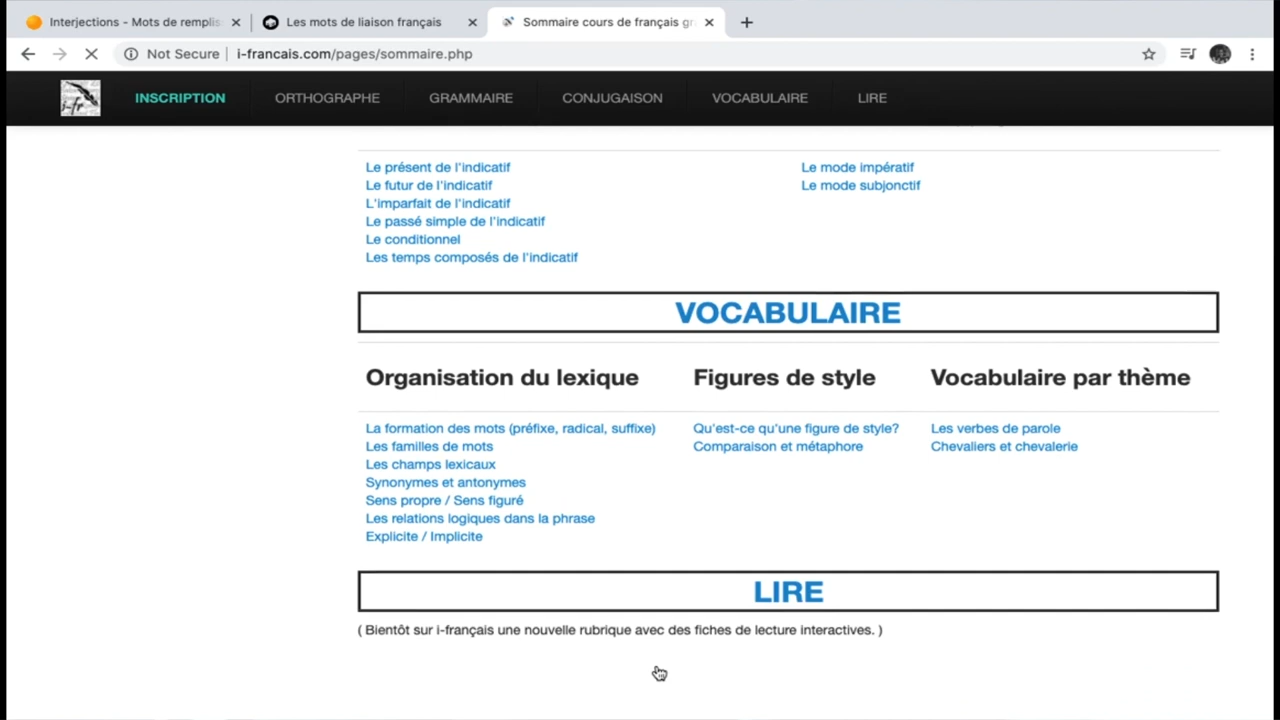 Interjections - Mots de remplis
Les mots de liaison français
Sommaire cours de français gr
Not Secure
i-francais.com/pages/sommaire.php
i-fr
INSCRIPTION
ORTHOGRAPHE
GRAMMAIRE
CONJUGAISON
VOCABULAIRE
LIRE
Le présent de l'indicatif
Le futur de l'indicatif
L'imparfait de l'indicatif
Le passé simple de l'indicatif
Le conditionnel
Les temps composés de l'indicatif
Le mode impératif
Le mode subjonctif
VOCABULAIRE
Organisation du lexique
La formation des mots (préfixe, radical, suffixe)
Les familles de mots
Les champs lexicaux
Synonymes et antonymes
Sens propre / Sens figuré
Les relations logiques dans la phrase
Explicite / Implicite
Figures de style
Qu'est-ce qu'une figure de style?
Comparaison et métaphore
Vocabulaire par thème
Les verbes de parole
Chevaliers et chevalerie
LIRE
( Bientôt sur i-français une nouvelle rubrique avec des fiches de lecture interactives. )